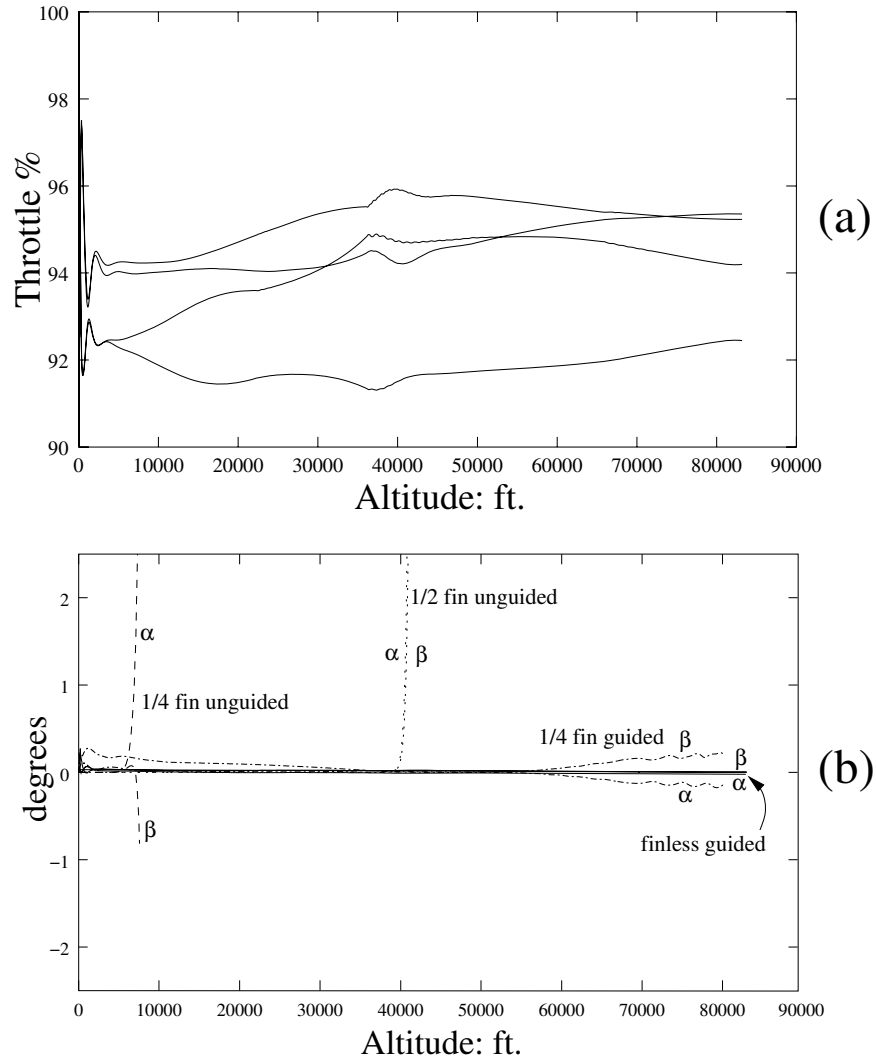 100
98
96
94
92
90
Throttle %
(a)
0 10000 20000 30000 40000 50000 60000 70000 80000 90000
Altitude: ft.
2
1
0
−1
−2
degrees
1/2 fin unguided
α
α β
1/4 fin unguided
1/4 fin guided
β
β
α
α
β
finless guided
(b)
0 10000 20000 30000 40000 50000 60000 70000 80000 90000
Altitude: ft.